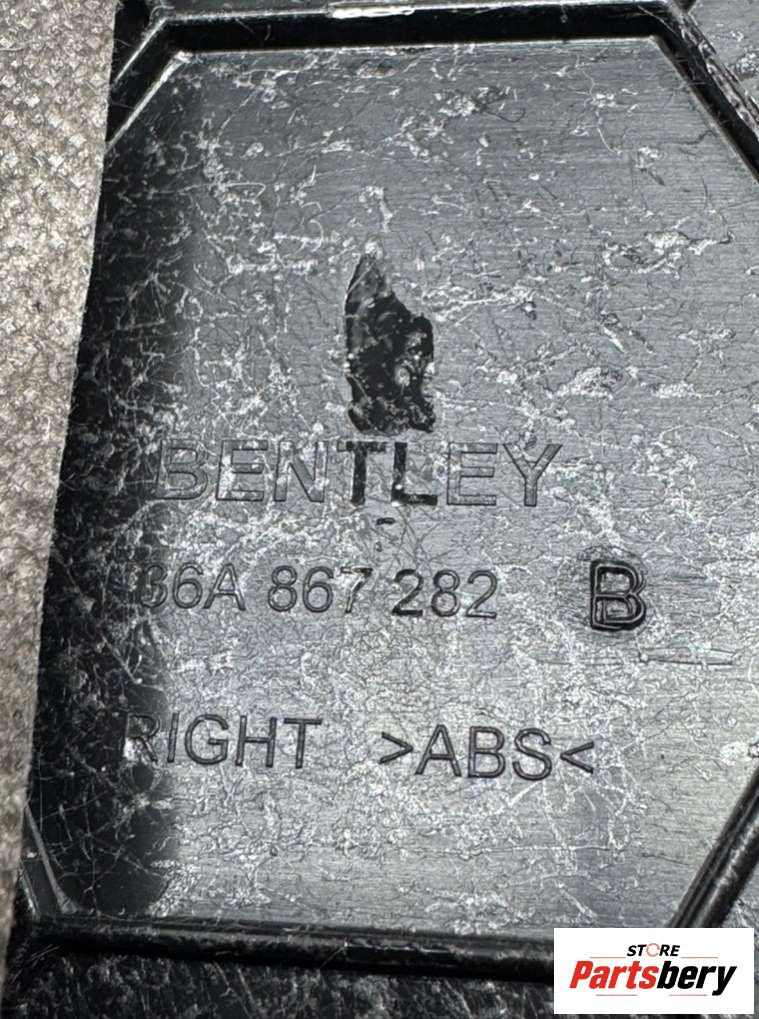 BENTLEY
36A 867 282 B
RIGHT >ABS<
STORE
Partsbery